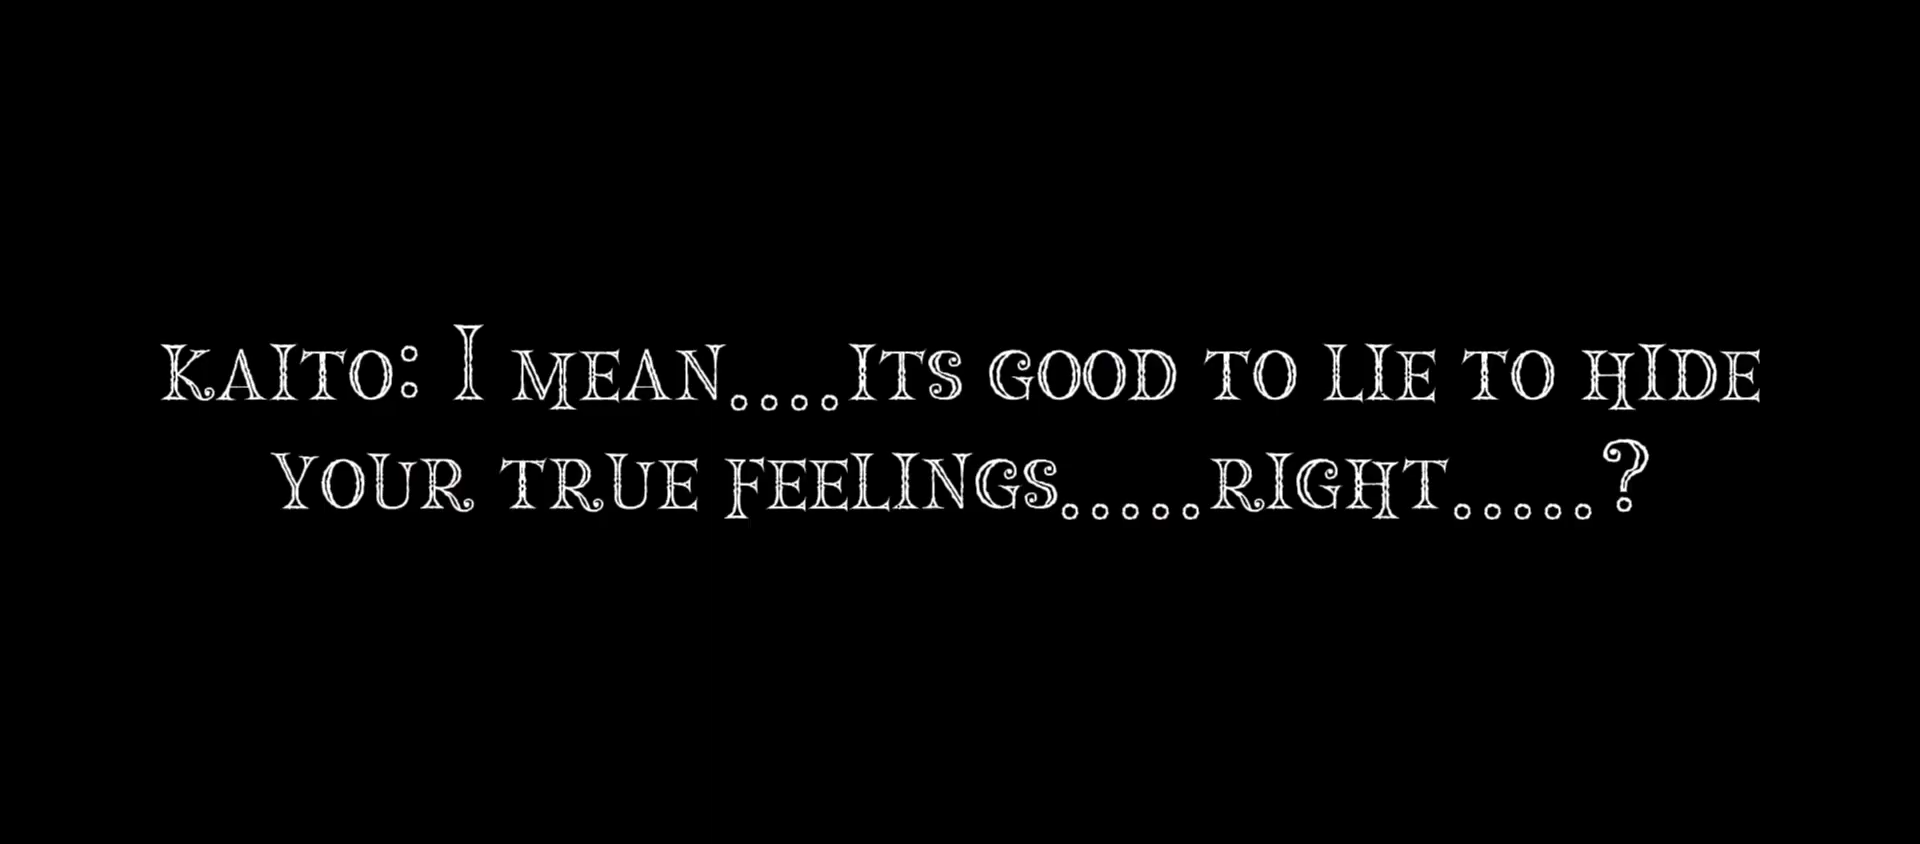 KAITO: I MEAN....ITS GOOD TO LIE TO HIDE
YOUR TRUE FEELINGS.....RIGHT.....?